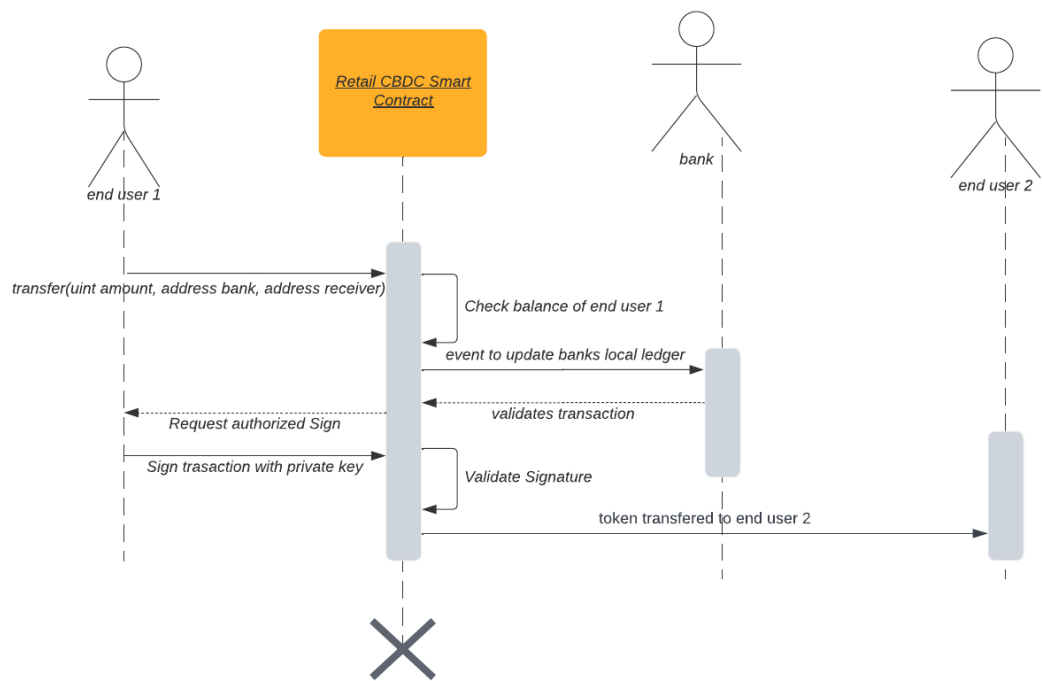 Retail CBDC Smart
Contract
bank
end user 1
end user 2
transfer(uint amount, address bank, address receiver)
Check balance of end user 1
event to update banks local ledger
validates transaction
Request authorized Sign
Sign trasaction with private key
Validate Signature
token transfered to end user 2